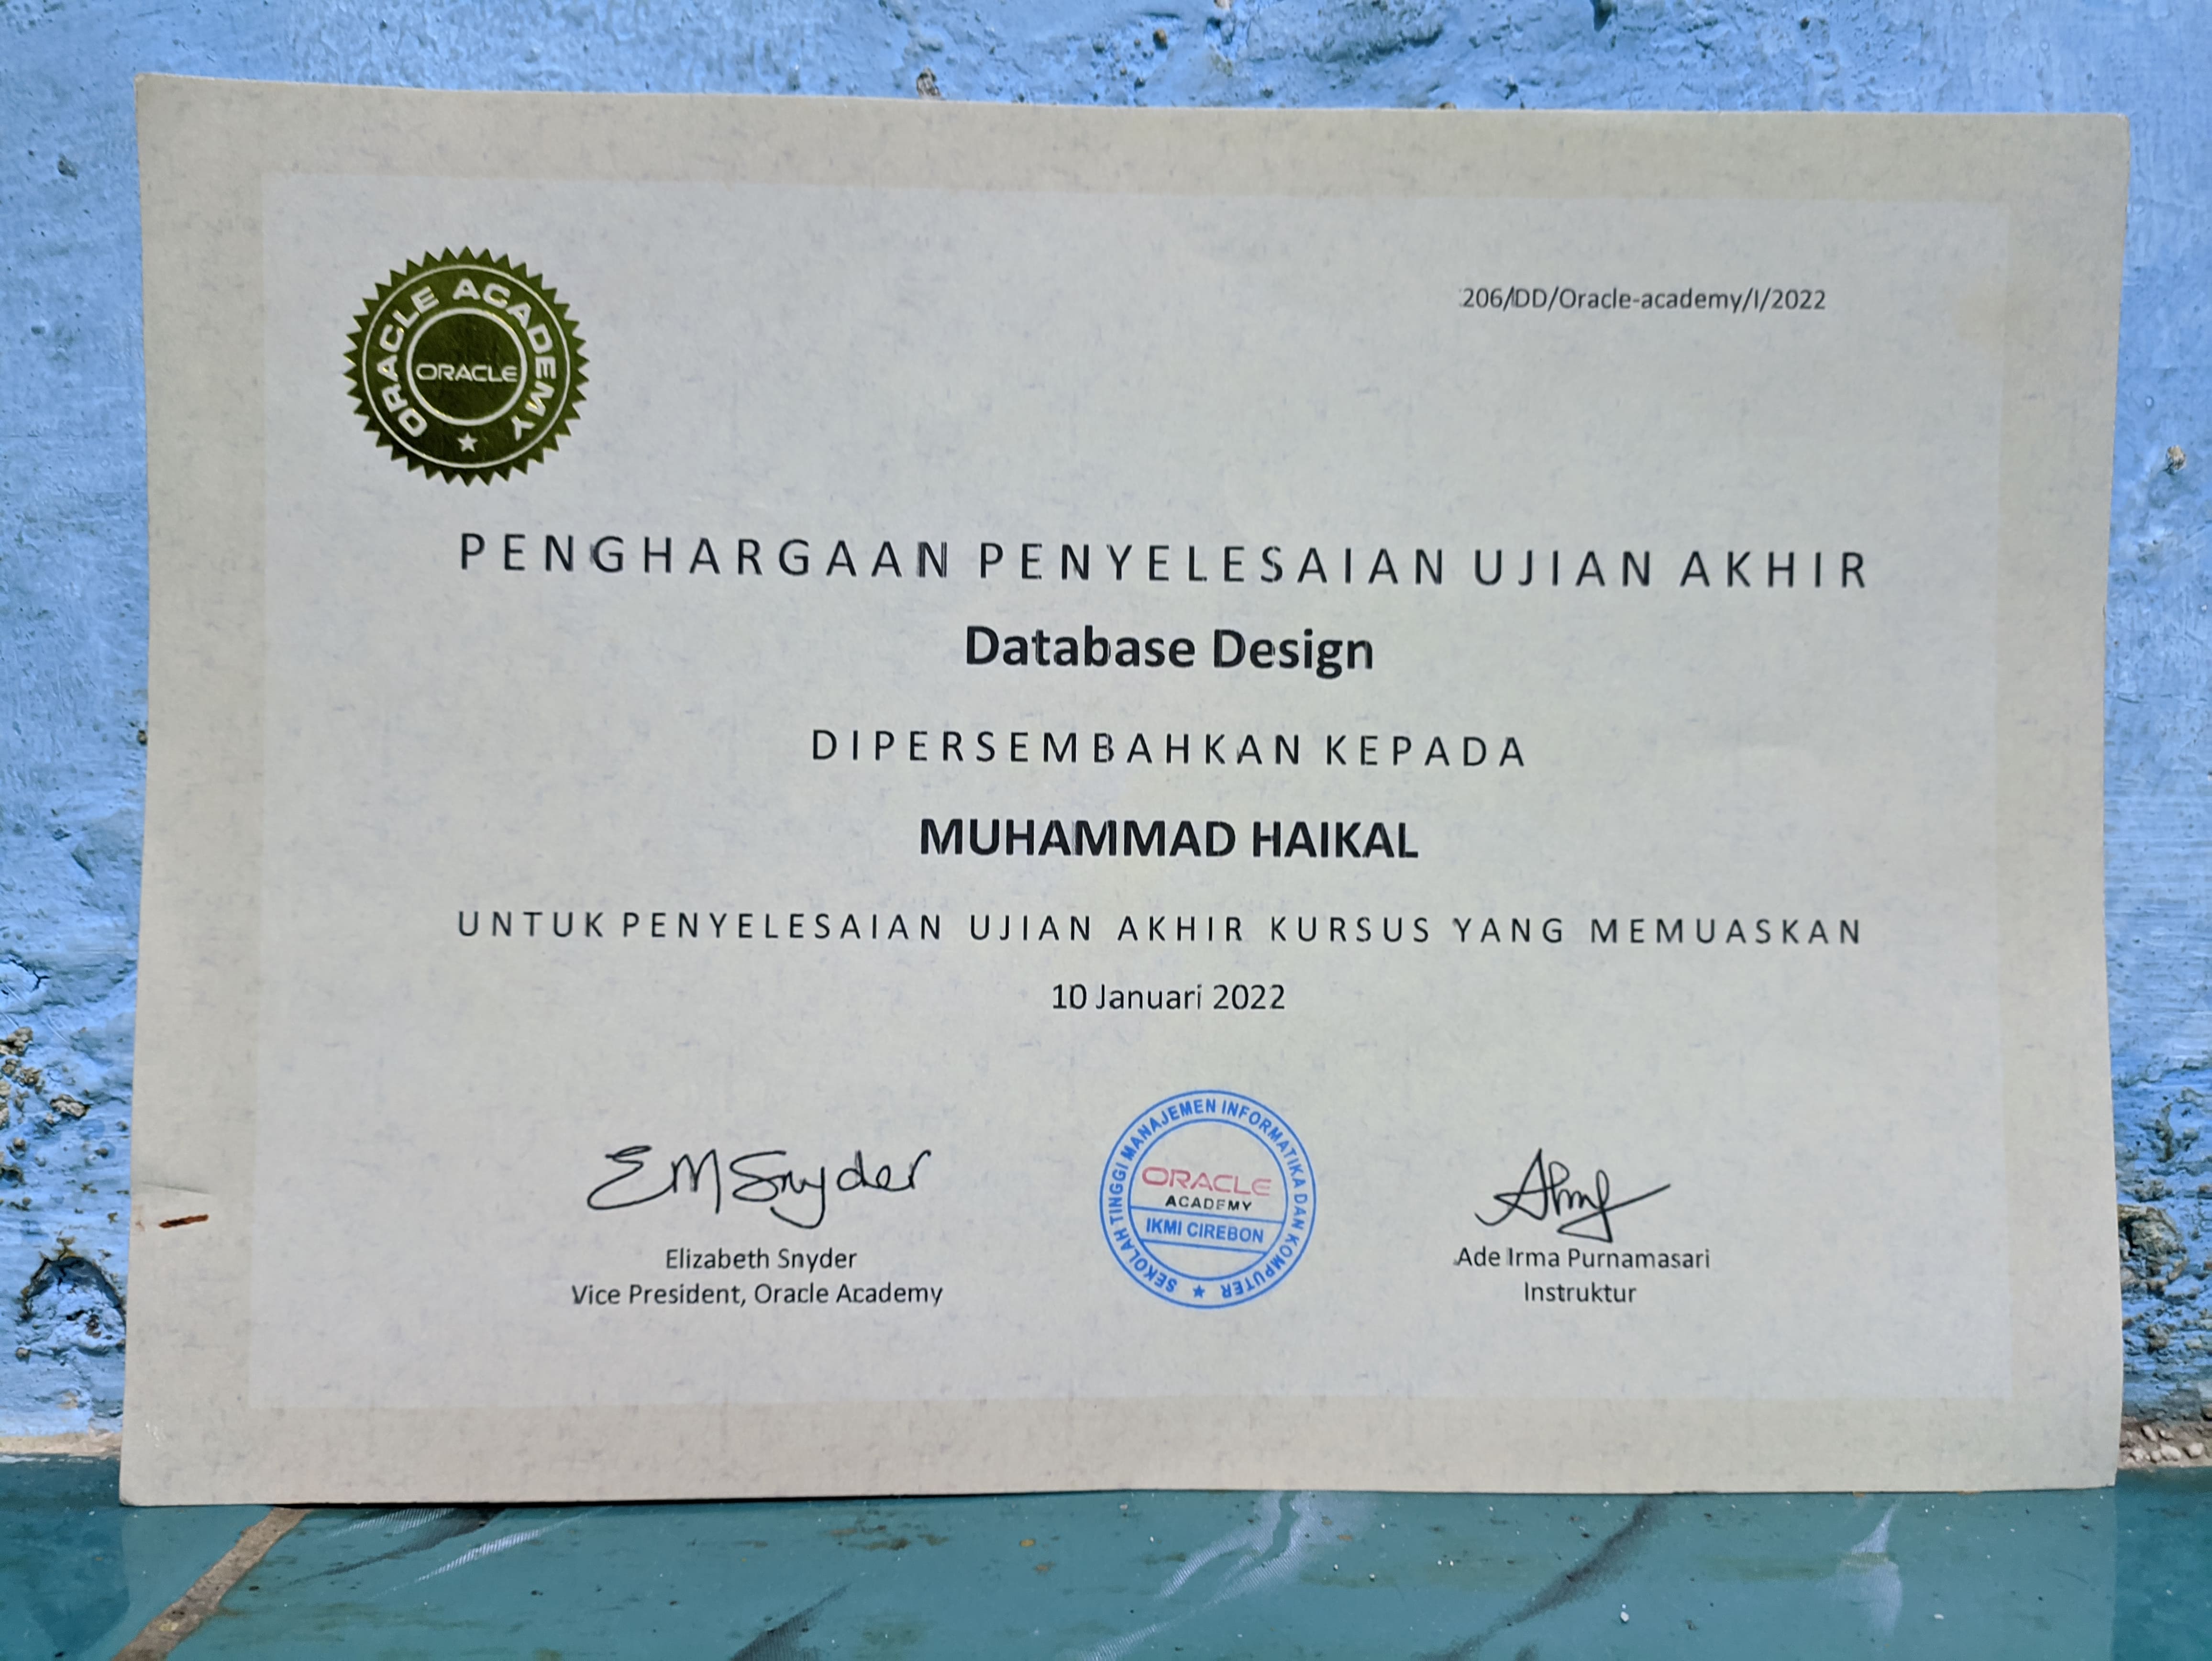 ORACLE ACADEMY
ORACLE
206/DD/Oracle-academy/I/2022
PENGHARGAAN PENYELESAIAN UJIAN AKHIR
Database Design
DIPERSEMBAHKAN KEPADA
MUHAMMAD HAIKAL
UNTUK PENYELESAIAN UJIAN AKHIR KURSUS YANG MEMUASKAN
10 Januari 2022
EM Snyder
Elizabeth Snyder
Vice President, Oracle Academy
SEKOLAH TINGGI MANAJEMEN INFORMATIKA DAN KOMPUTER
ORACLE
ACADEMY
IKMI CIREBON
Ade Irma Purnamasari
Instruktur